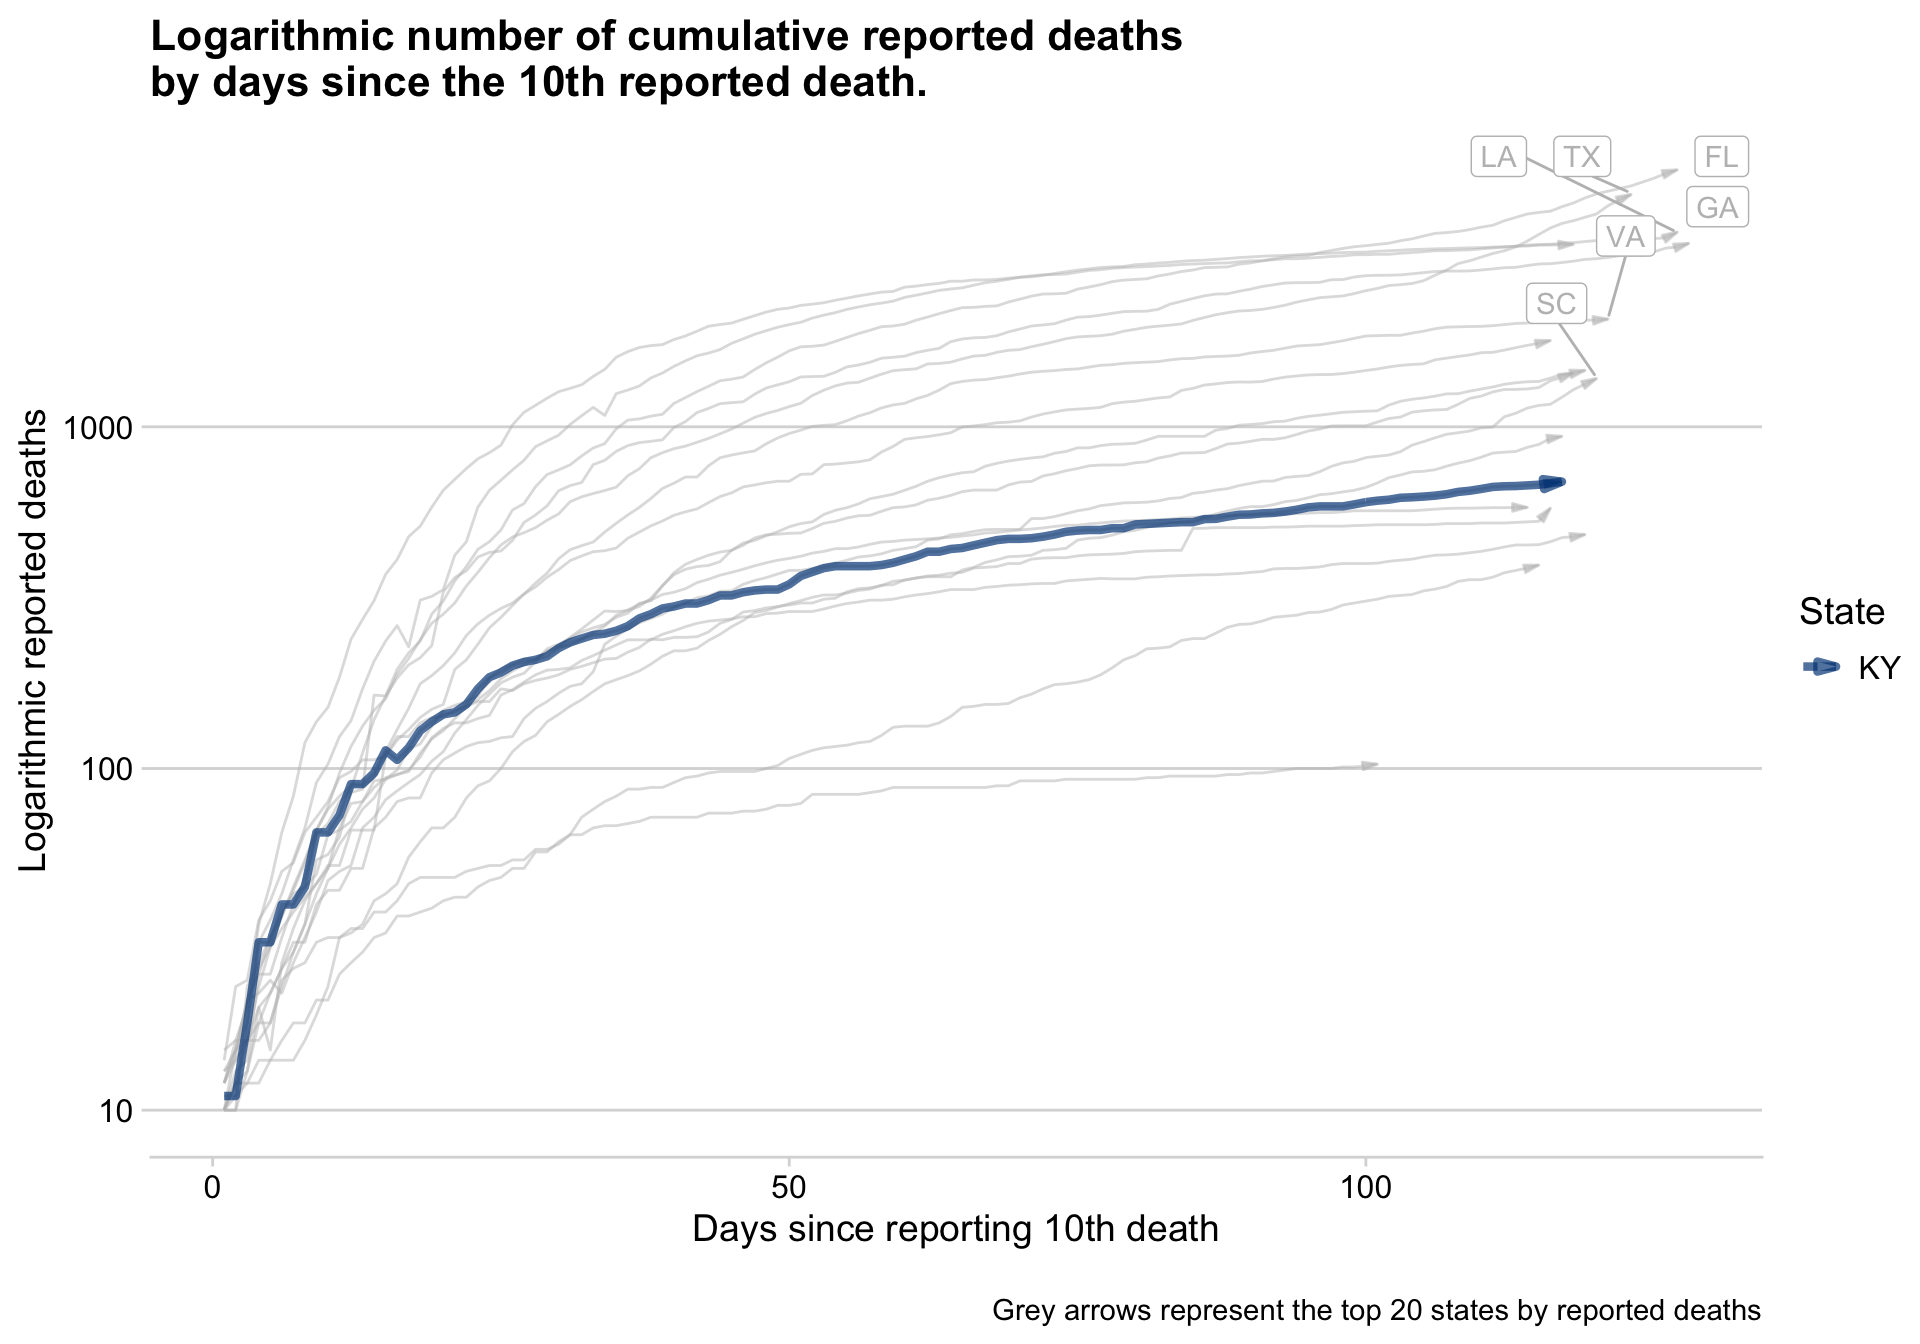 Logarithmic number of cumulative reported deaths
by days since the 10th reported death.
LA
TX
FL
GA
VA
SC
Logarithmic reported deaths
1000
100
10
0
50
100
Days since reporting 10th death
State
KY
Grey arrows represent the top 20 states by reported deaths